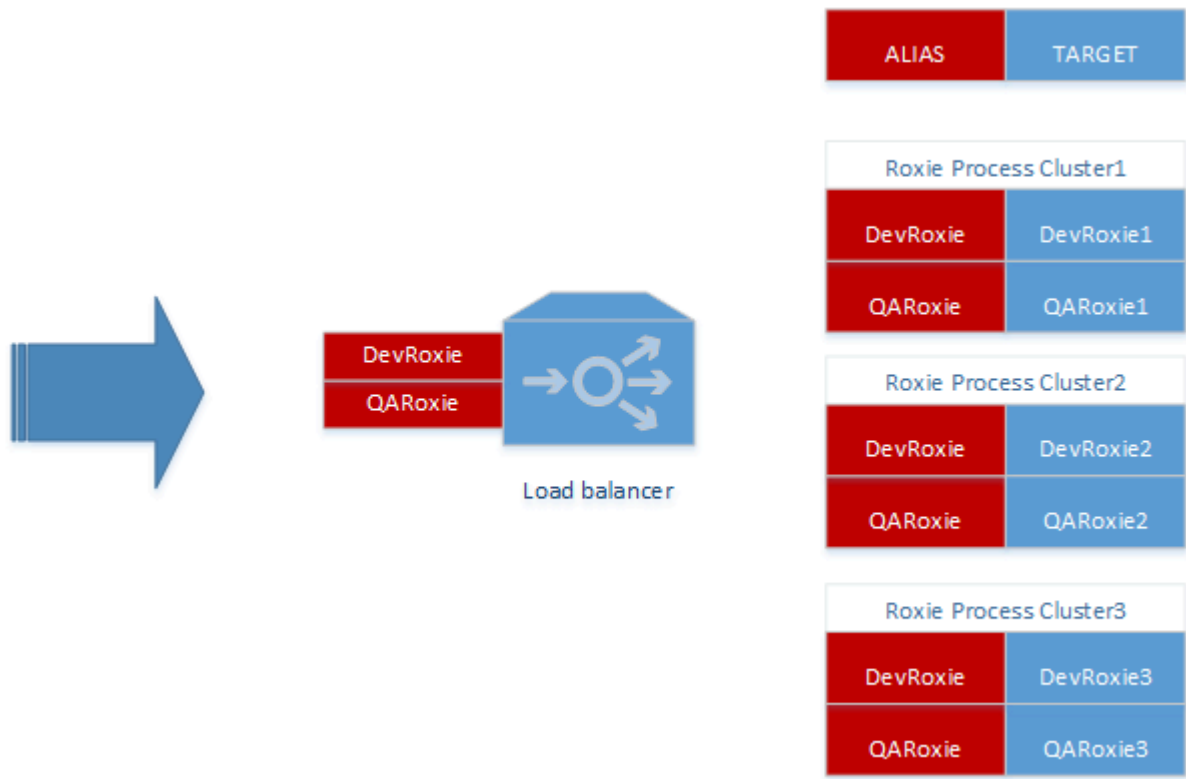 ALIAS TARGET
Roxie Process Cluster1
DevRoxie DevRoxie1
QARoxie QARoxie1
DevRoxie
QARoxie
Load balancer
Roxie Process Cluster2
DevRoxie DevRoxie2
QARoxie QARoxie2
Roxie Process Cluster3
DevRoxie DevRoxie3
QARoxie QARoxie3